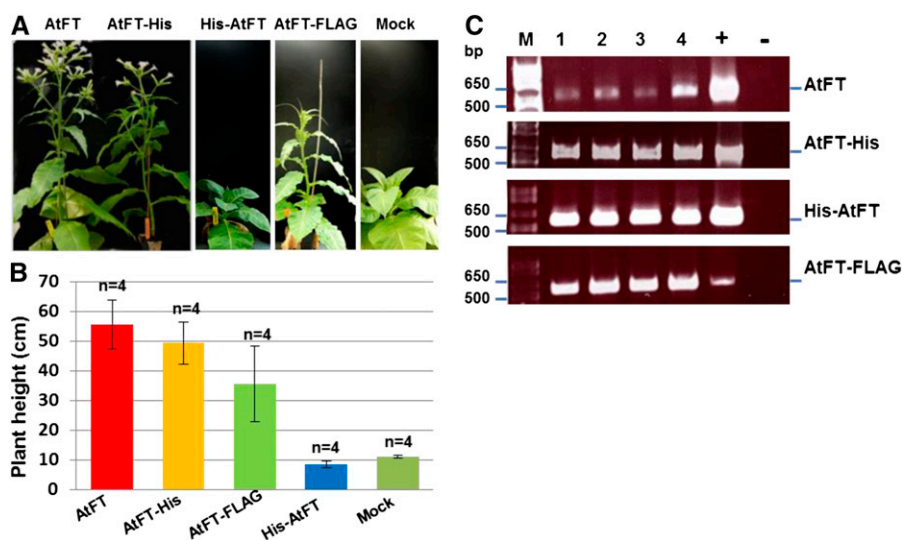 A
AtFT AtFT-His His-AtFT AtFT-FLAG Mock
B
Plant height (cm)
70
60
50
40
30
20
10
0
n=4
n=4
n=4
n=4
n=4
AtFT
AtFT-His
AtFT-FLAG
His-AtFT
Mock
C
bp M 1 2 3 4 + -
650
500
AtFT
650
500
AtFT-His
650
500
His-AtFT
650
500
AtFT-FLAG